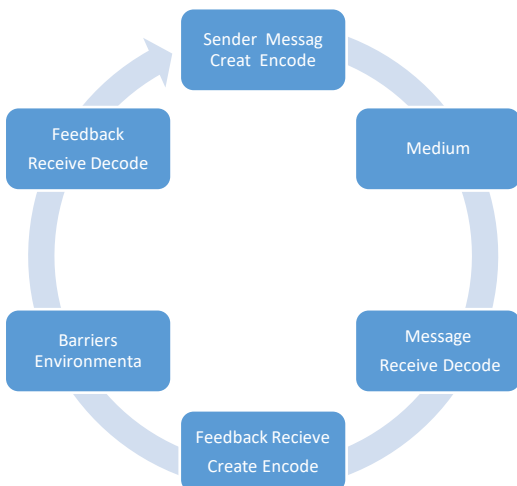 Sender Messag
Creat Encode
Medium
Message
Receive Decode
Feedback Recieve
Create Encode
Barriers
Environmenta
Feedback
Receive Decode